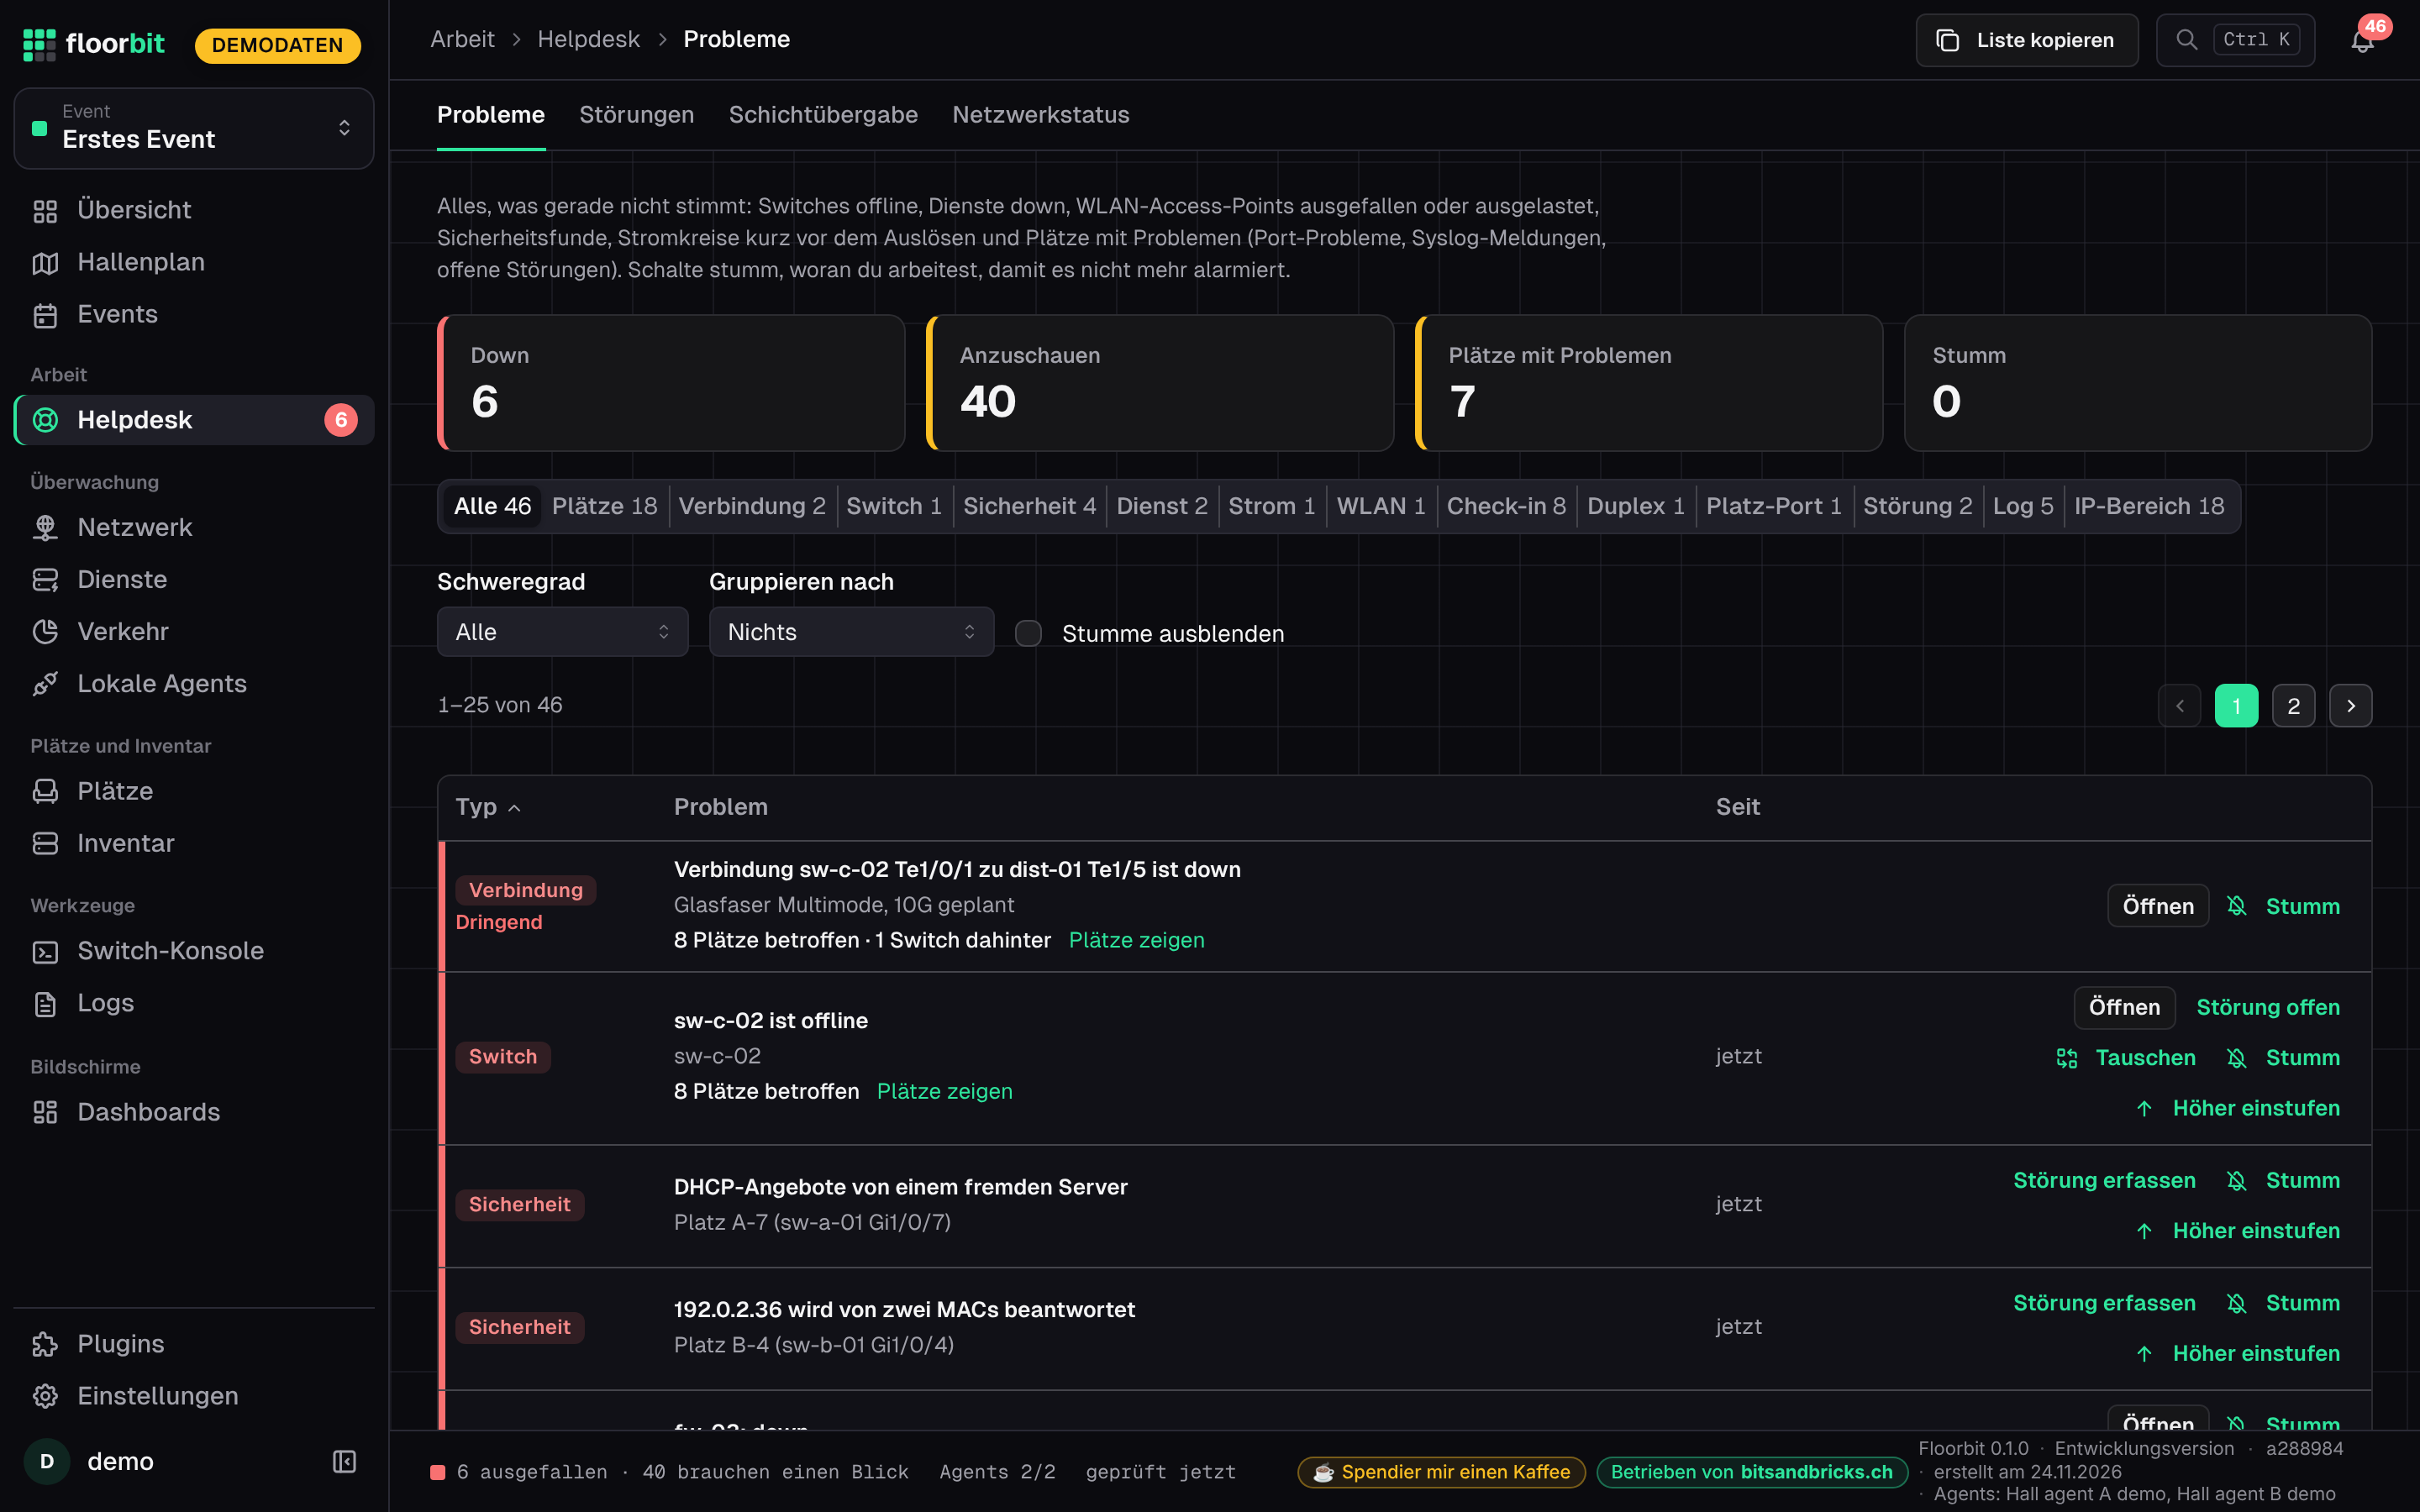 floorbit
DEMODATEN
Event
Erstes Event
Übersicht
Hallenplan
Events
Arbeit
Helpdesk 6
Überwachung
Netzwerk
Dienste
Verkehr
Lokale Agents
Plätze und Inventar
Plätze
Inventar
Werkzeuge
Switch-Konsole
Logs
Bildschirme
Dashboards
Plugins
Einstellungen
D demo
Arbeit > Helpdesk > Probleme
Liste kopieren
Ctrl K
46
Probleme Störungen Schichtübergabe Netzwerkstatus
Alles, was gerade nicht stimmt: Switches offline, Dienste down, WLAN-Access-Points ausgefallen oder ausgelastet,
Sicherheitsfunde, Stromkreise kurz vor dem Auslösen und Plätze mit Problemen (Port-Probleme, Syslog-Meldungen,
offene Störungen). Schalte stumm, woran du arbeitest, damit es nicht mehr alarmiert.
Down
6
Anzuschauen
40
Plätze mit Problemen
7
Stumm
0
Alle 46 Plätze 18 Verbindung 2 Switch 1 Sicherheit 4 Dienst 2 Strom 1 WLAN 1 Check-in 8 Duplex 1 Platz-Port 1 Störung 2 Log 5 IP-Bereich 18
Schweregrad
Alle
Gruppieren nach
Nichts
Stumme ausblenden
1–25 von 46
1 2
Typ Problem Seit
Verbindung
Dringend
Verbindung sw-c-02 Te1/0/1 zu dist-01 Te1/5 ist down
Glasfaser Multimode, 10G geplant
8 Plätze betroffen · 1 Switch dahinter Plätze zeigen
Öffnen Stumm
Switch
sw-c-02 ist offline
sw-c-02
8 Plätze betroffen Plätze zeigen
jetzt
Öffnen Störung offen
Tauschen Stumm
Höher einstufen
Sicherheit
DHCP-Angebote von einem fremden Server
Platz A-7 (sw-a-01 Gi1/0/7)
jetzt
Störung erfassen Stumm
Höher einstufen
Sicherheit
192.0.2.36 wird von zwei MACs beantwortet
Platz B-4 (sw-b-01 Gi1/0/4)
jetzt
Störung erfassen Stumm
Höher einstufen
Öffnen Stumm
6 ausgefallen · 40 brauchen einen Blick Agents 2/2 geprüft jetzt
Spendier mir einen Kaffee
Betrieben von bitsandbricks.ch
Floorbit 0.1.0 · Entwicklungsversion · a288984
· erstellt am 24.11.2026
· Agents: Hall agent A demo, Hall agent B demo